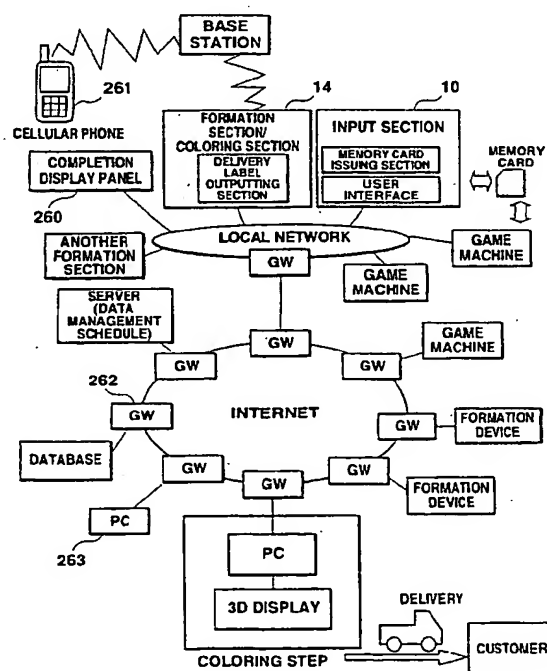 BASE
STATION
261
CELLULAR PHONE
14
10
FORMATION
SECTION/
COLORING SECTION
DELIVERY
LABEL
OUTPUTTING
SECTION
INPUT SECTION
MEMORY CARD
ISSUING SECTION
USER
INTERFACE
MEMORY
CARD
COMPLETION
DISPLAY PANEL
260
ANOTHER
FORMATION
SECTION
LOCAL NETWORK
GW
GAME
MACHINE
GAME
MACHINE
SERVER
(DATA
MANAGEMENT
SCHEDULE)
GW
GW
GW
GAME
MACHINE
262
GW
INTERNET
GW
FORMATION
DEVICE
DATABASE
GW
GW
GW
FORMATION
DEVICE
PC
263
PC
3D DISPLAY
COLORING STEP
DELIVERY
CUSTOMER